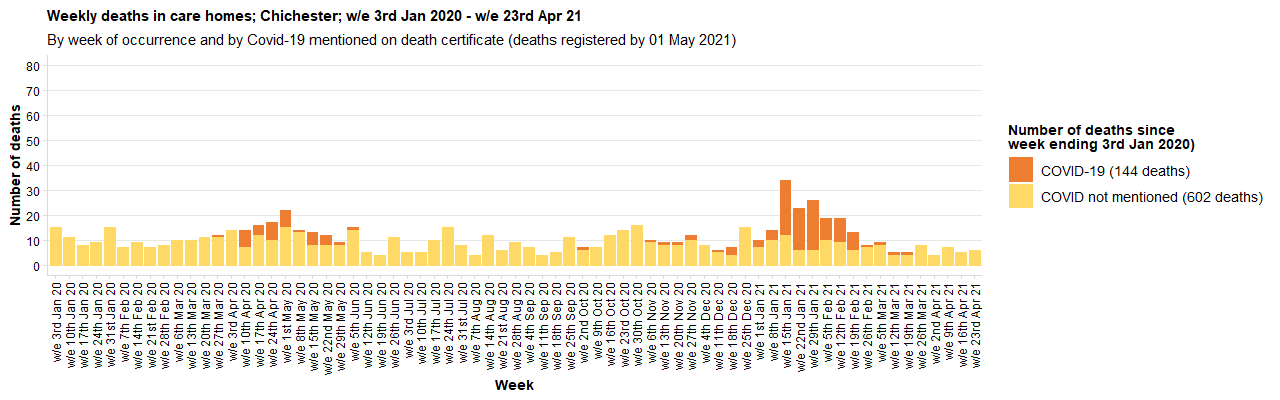 Weekly deaths in care homes; Chichester; w/e 3rd Jan 2020 - w/e 23rd Apr 21
By week of occurrence and by Covid-19 mentioned on death certificate (deaths registered by 01 May 2021)
Number of deaths
80
70
60
50
40
30
20
10
0
w/e 3rd Jan 20
w/e 10th Jan 20
w/e 17th Jan 20
w/e 24th Jan 20
w/e 31st Jan 20
w/e 7th Feb 20
w/e 14th Feb 20
w/e 21st Feb 20
w/e 28th Feb 20
w/e 6th Mar 20
w/e 13th Mar 20
w/e 20th Mar 20
w/e 27th Mar 20
w/e 3rd Apr 20
w/e 10th Apr 20
w/e 17th Apr 20
w/e 24th Apr 20
w/e 1st May 20
w/e 8th May 20
w/e 15th May 20
w/e 22nd May 20
w/e 29th May 20
w/e 5th Jun 20
w/e 12th Jun 20
w/e 19th Jun 20
w/e 26th Jun 20
w/e 3rd Jul 20
w/e 10th Jul 20
w/e 17th Jul 20
w/e 24th Jul 20
w/e 31st Jul 20
w/e 7th Aug 20
w/e 14th Aug 20
w/e 21st Aug 20
w/e 28th Aug 20
w/e 4th Sep 20
w/e 11th Sep 20
w/e 18th Sep 20
w/e 25th Sep 20
w/e 2nd Oct 20
w/e 9th Oct 20
w/e 16th Oct 20
w/e 23rd Oct 20
w/e 30th Oct 20
w/e 6th Nov 20
w/e 13th Nov 20
w/e 20th Nov 20
w/e 27th Nov 20
w/e 4th Dec 20
w/e 11th Dec 20
w/e 18th Dec 20
w/e 25th Dec 20
w/e 1st Jan 21
w/e 8th Jan 21
w/e 15th Jan 21
w/e 22nd Jan 21
w/e 29th Jan 21
w/e 5th Feb 21
w/e 12th Feb 21
w/e 19th Feb 21
w/e 26th Feb 21
w/e 5th Mar 21
w/e 12th Mar 21
w/e 19th Mar 21
w/e 26th Mar 21
w/e 2nd Apr 21
w/e 9th Apr 21
w/e 16th Apr 21
w/e 23rd Apr 21
Week
Number of deaths since
week ending 3rd Jan 2020)
COVID-19 (144 deaths)
COVID not mentioned (602 deaths)